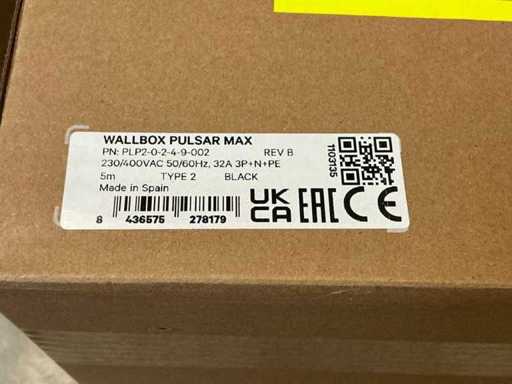 WALLBOX PULSAR MAX
PN: PLP2-0-2-4-9-002 REV B
230/400VAC 50/60Hz, 32A 3P+N+PE
5m TYPE 2 BLACK
Made in Spain
8 436575 278179
UK CA EAC CE
1103135